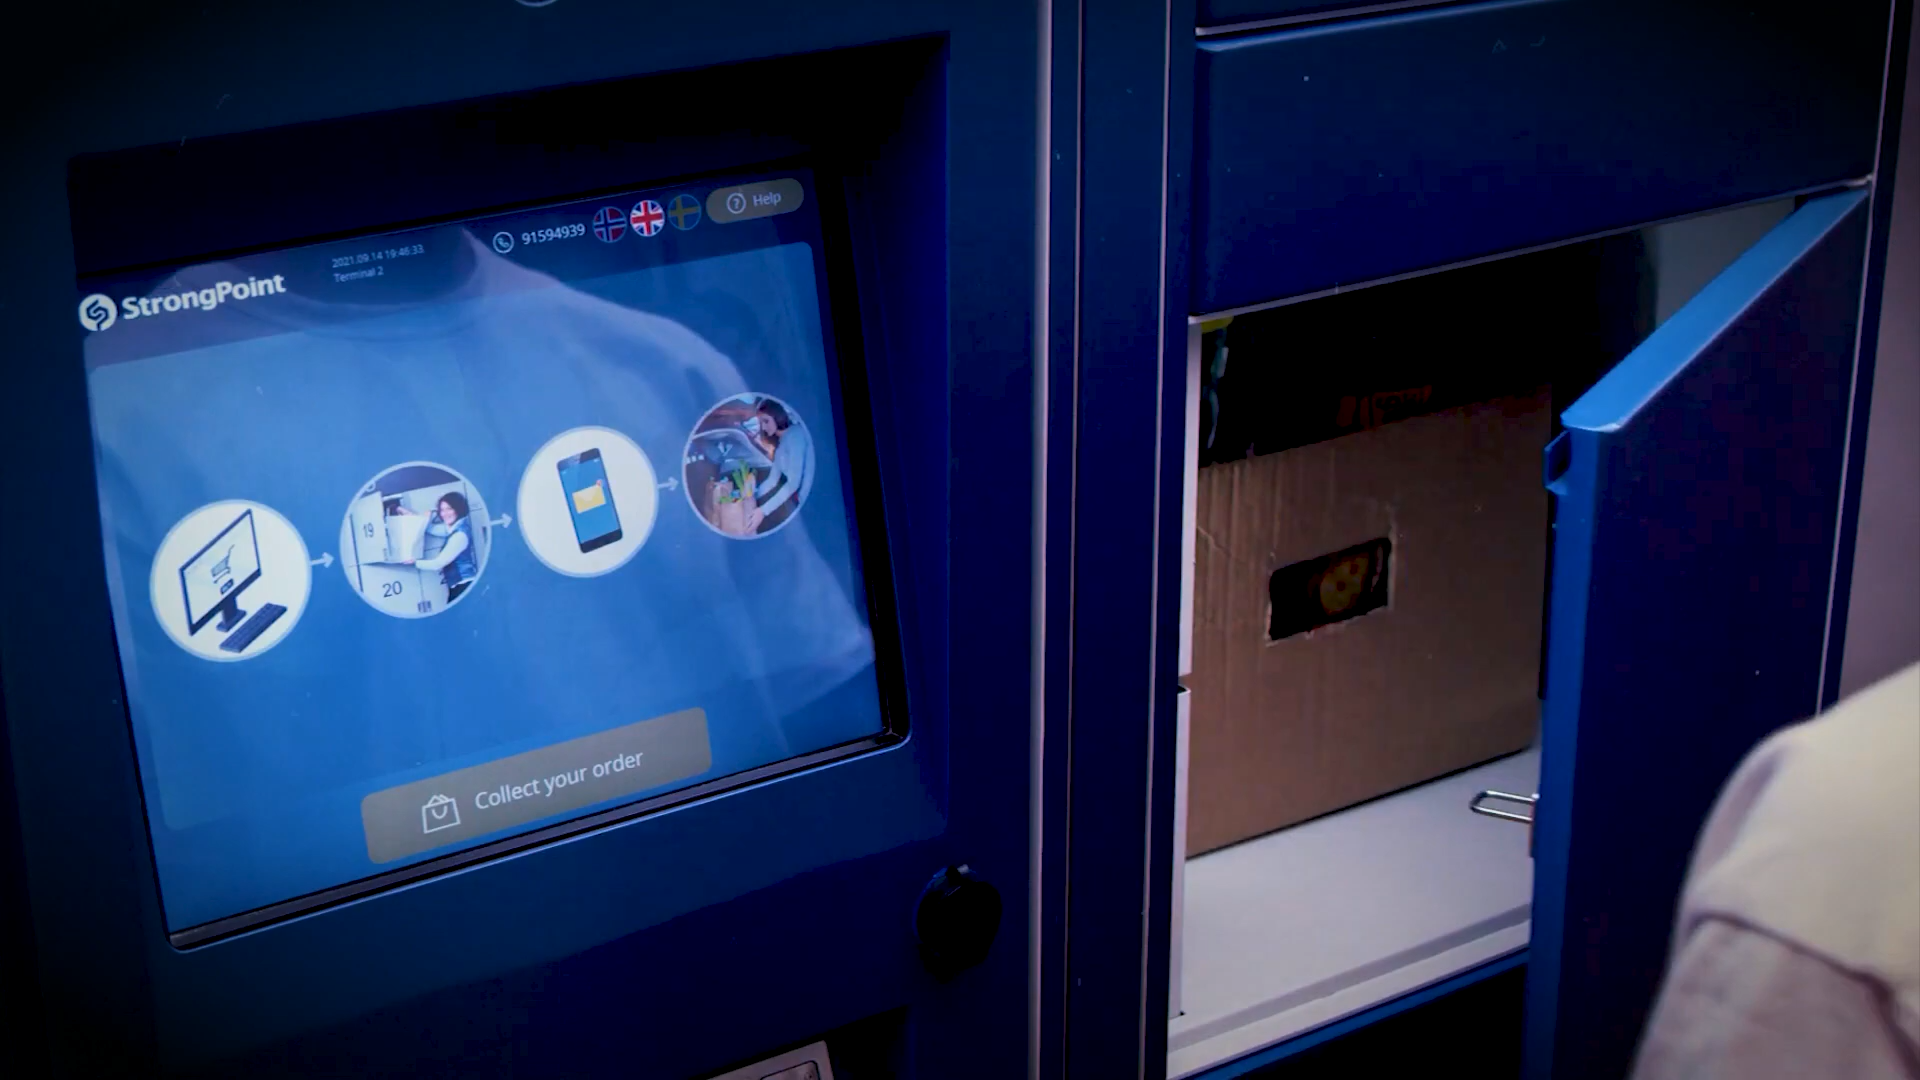 StrongPoint
2021.09.14 19:46:33
Terminal 2
91594939
Help
19
20
Collect your order